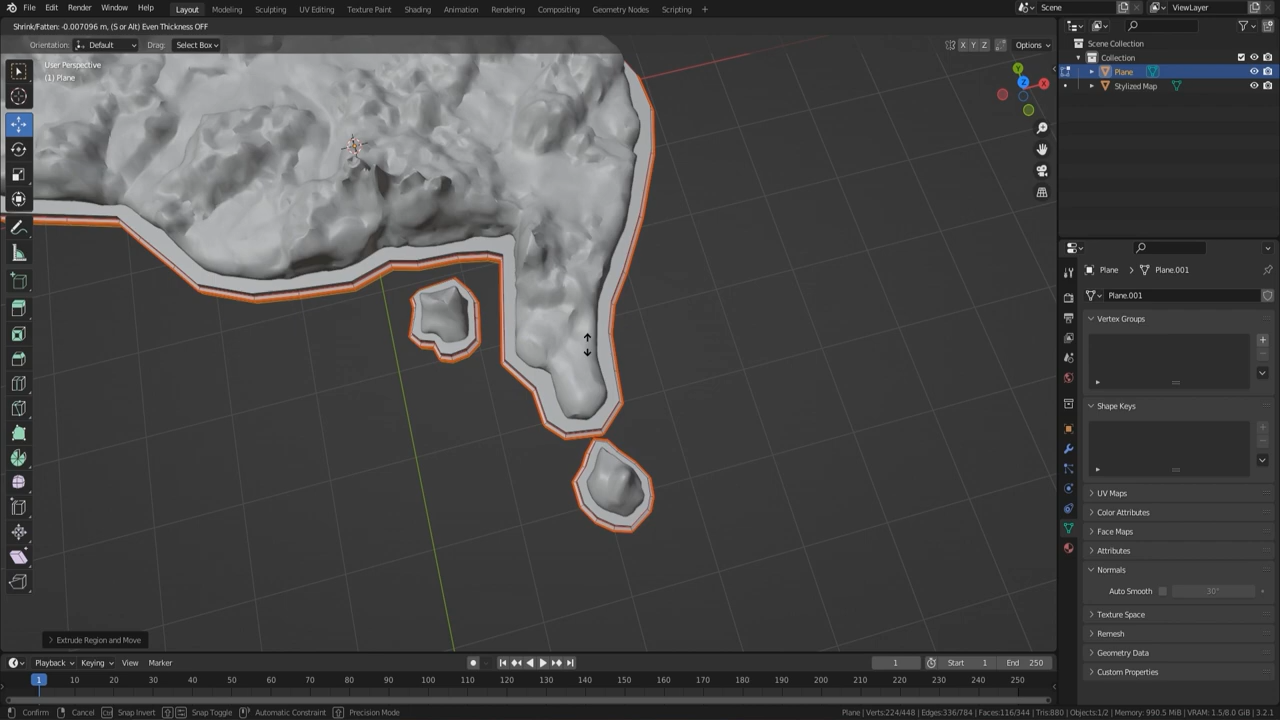 File Edit Render Window Help Layout Modeling Sculpting UV Editing Texture Paint Shading Animation Rendering Compositing Geometry Nodes Scripting + Scene ViewLayer
Shrink/Fatten: -0.007096 m, (S or Alt) Even Thickness OFF
Orientation: Default Drag: Select Box X Y Z Options
User Perspective
(1) Plane
Y
Z
X
Scene Collection
Collection
Plane
Stylized Map
Plane Plane.001
Plane.001
Vertex Groups
Shape Keys
UV Maps
Color Attributes
Face Maps
Attributes
Normals
Auto Smooth 30°
Texture Space
Remesh
Geometry Data
Custom Properties
Extrude Region and Move
Playback Keying View Marker 1 Start 1 End 250
1 10 20 30 40 50 60 70 80 90 100 110 120 130 140 150 160 170 180 190 200 210 220 230 240 250
Confirm Cancel Snap Invert Snap Toggle Automatic Constraint Precision Mode Plane | Verts:224/448 | Edges:336/784 | Faces:116/344 | Tris:880 | Objects:1/2 | Memory: 990.5 MiB | VRAM: 1.5/8.0 GiB | 3.2.1